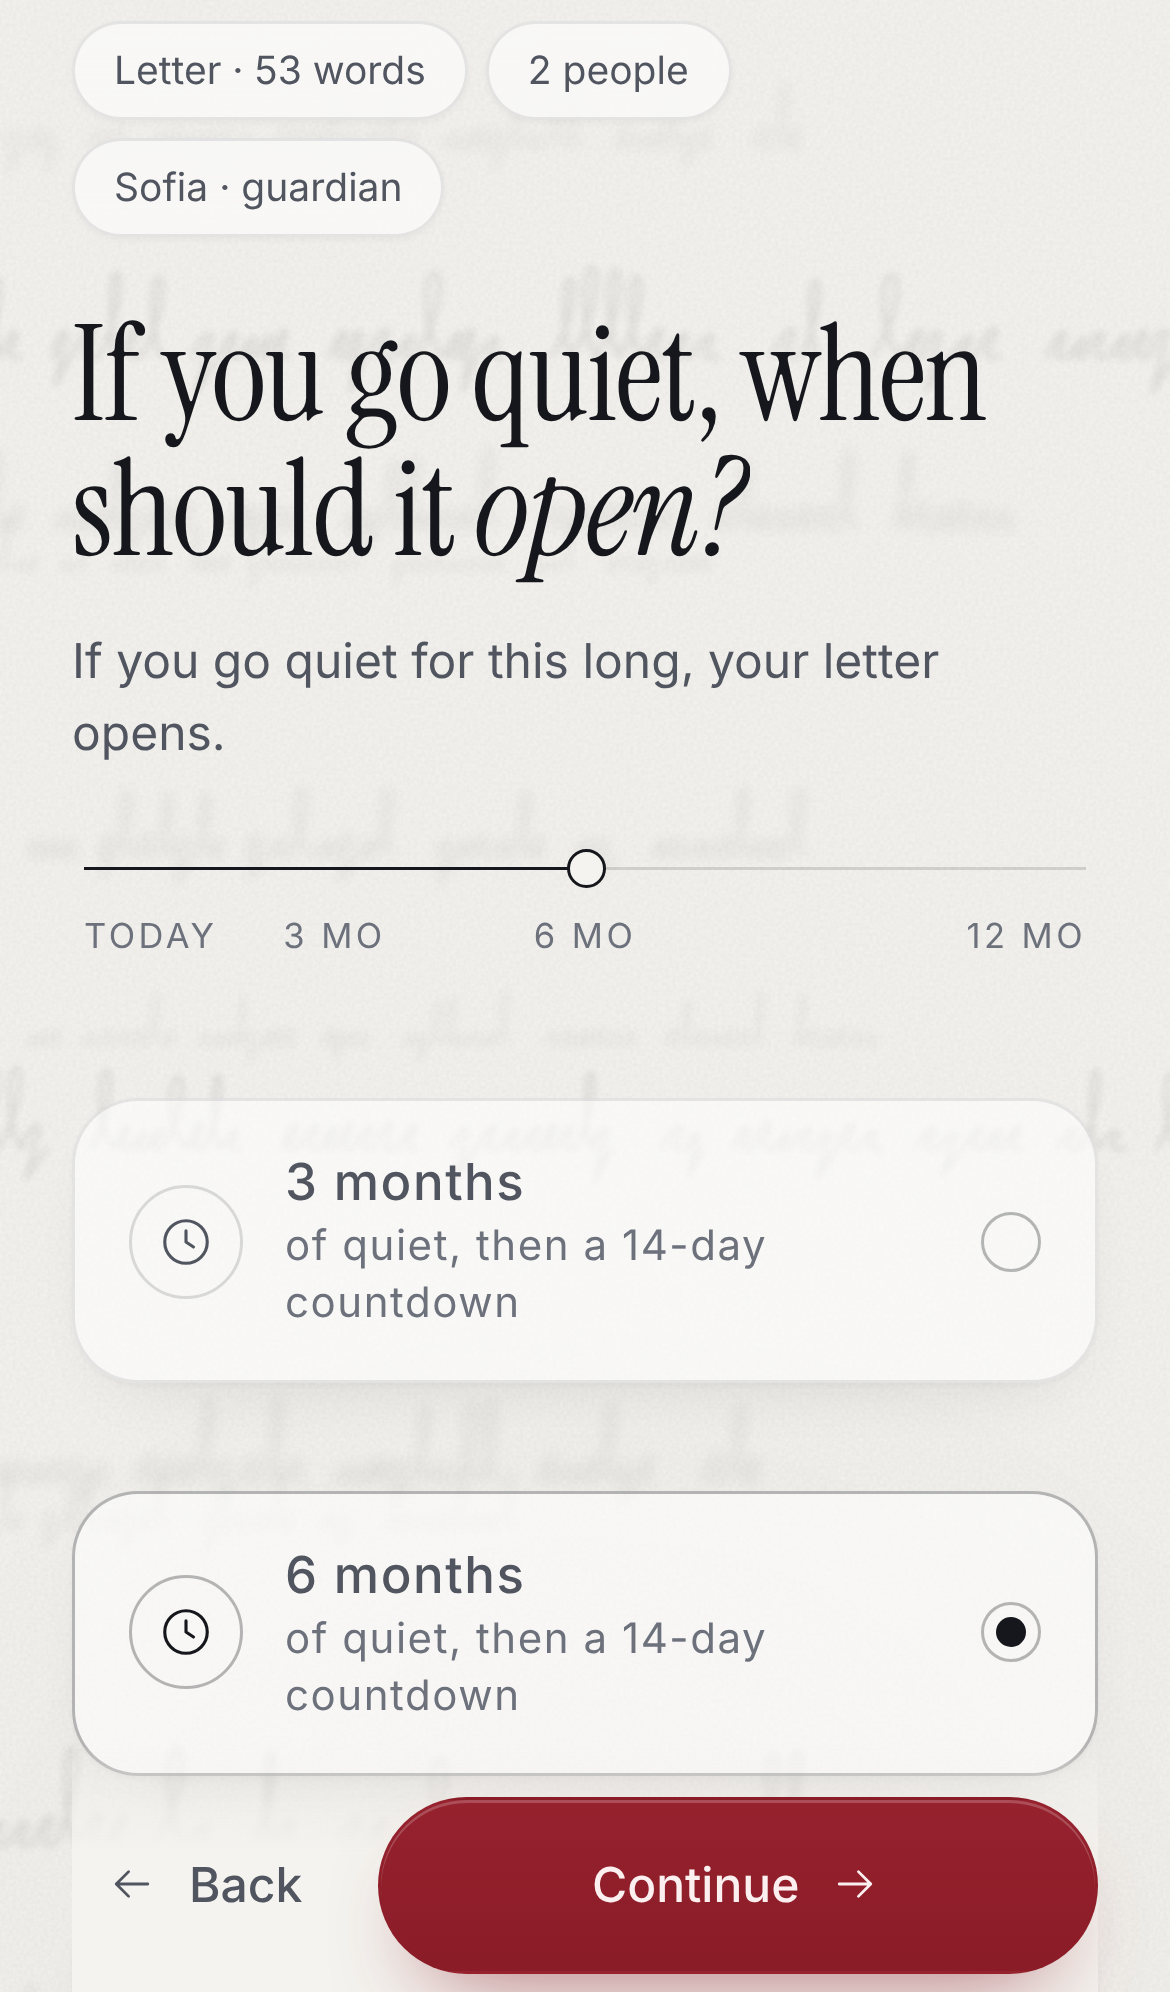 Letter · 53 words
2 people
Sofia · guardian
If you go quiet, when
should it open?
If you go quiet for this long, your letter
opens.
TODAY 3 MO 6 MO 12 MO
3 months
of quiet, then a 14-day
countdown
6 months
of quiet, then a 14-day
countdown
← Back
Continue →